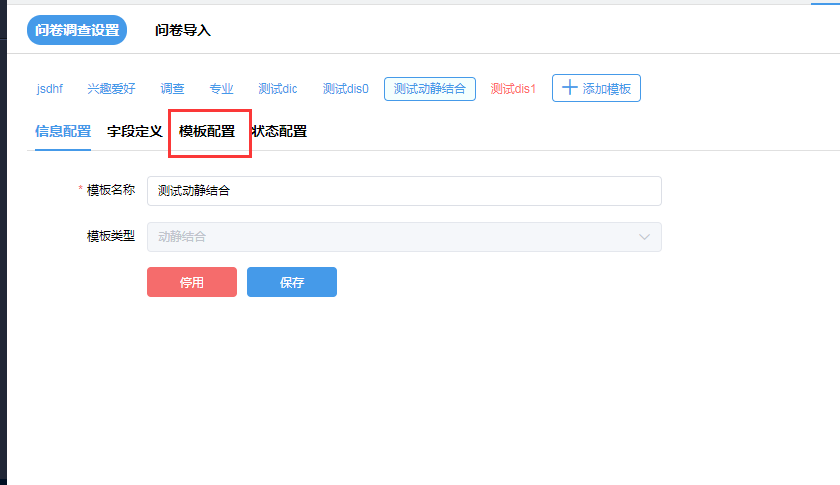 问卷调查设置 问卷导入
jsdhf 兴趣爱好 调查 专业 测试dic 测试dis0 测试动静结合 测试dis1 添加模板
信息配置 字段定义 模板配置 状态配置
* 模板名称 测试动静结合
模板类型 动静结合
停用 保存